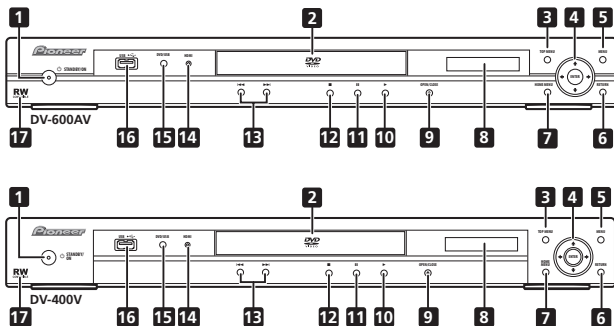 1 2 3 4 5
Pioneer
STANDBY/ON
USB
DVD/USB
HDMI
DVD
TOP MENU
MENU
ENTER
HOME MENU
RETURN
OPEN/CLOSE
RW
DV-600AV
17 16 15 14 13 12 11 10 9 8 7 6
1 2 3 4 5
Pioneer
STANDBY/
ON
USB
DVD/USB
HDMI
DVD
TOP MENU
MENU
ENTER
HOME
MENU
RETURN
OPEN/CLOSE
RW
DV-400V
17 16 15 14 13 12 11 10 9 8 7 6